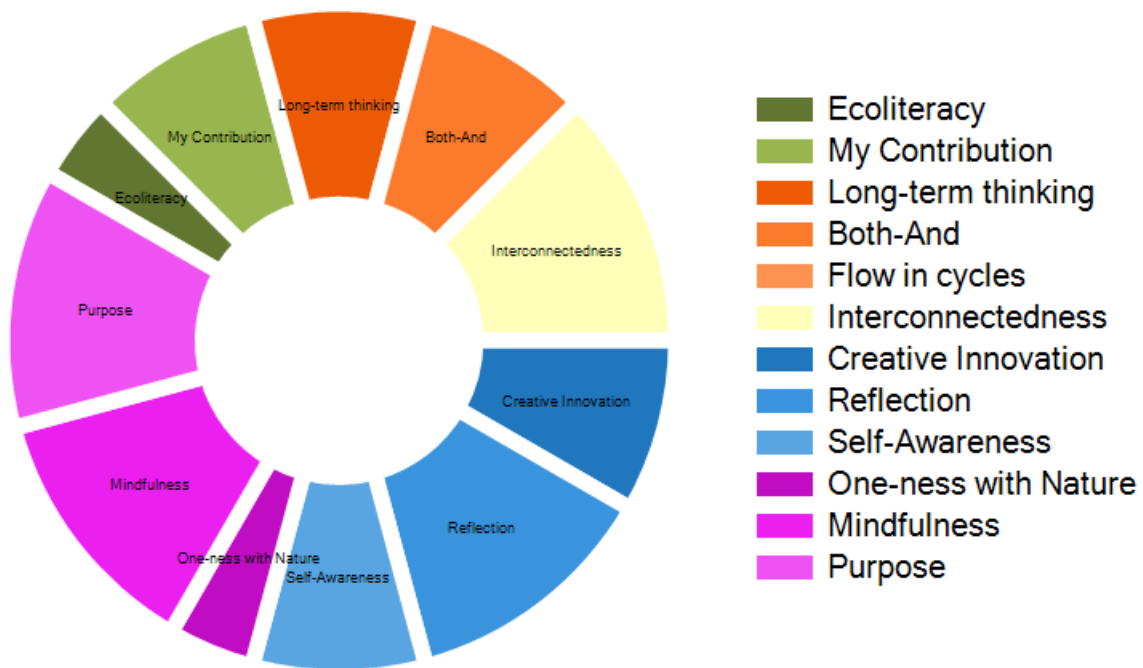 Long-term thinking
My Contribution
Both-And
Ecoliteracy
Interconnectedness
Purpose
Creative Innovation
Mindfulness
Reflection
One-ness with Nature
Self-Awareness
Ecoliteracy
My Contribution
Long-term thinking
Both-And
Flow in cycles
Interconnectedness
Creative Innovation
Reflection
Self-Awareness
One-ness with Nature
Mindfulness
Purpose